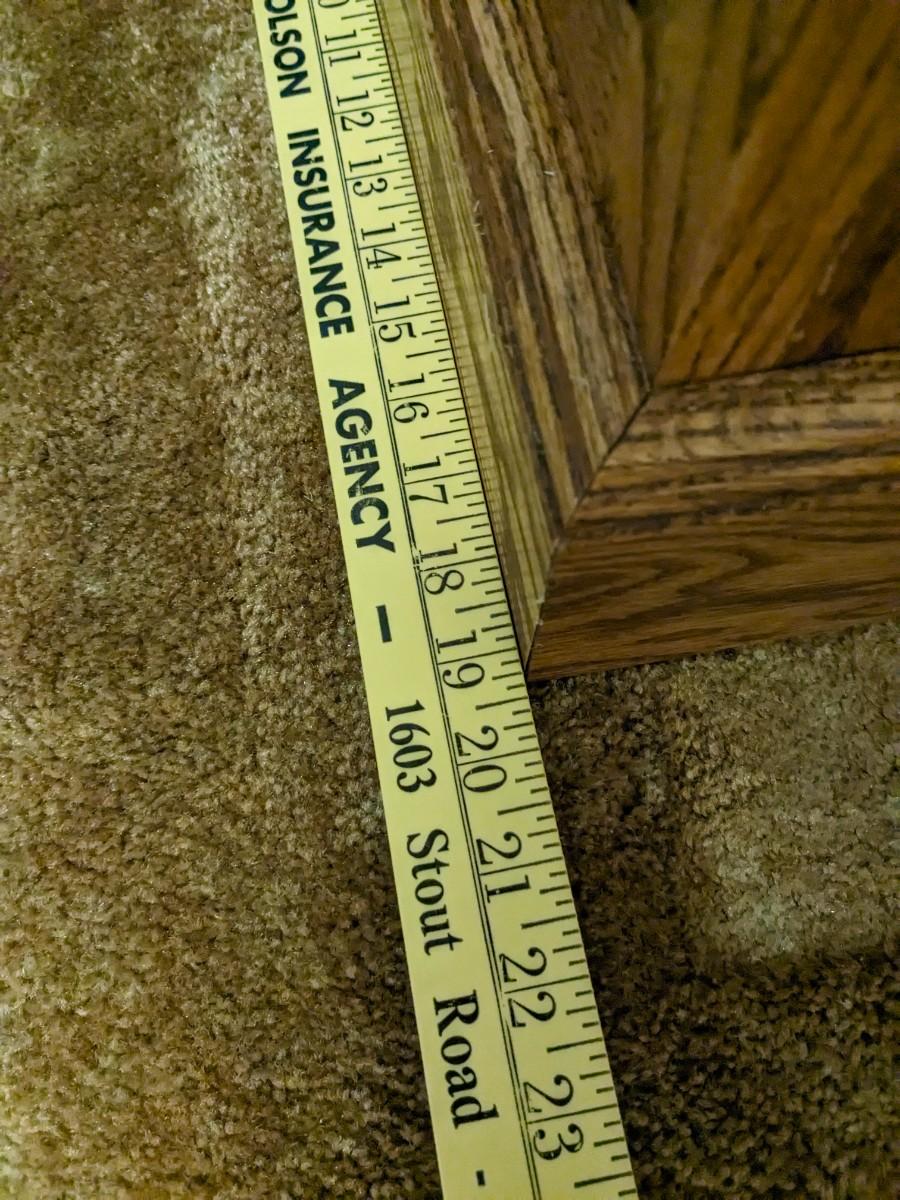 OLSON INSURANCE AGENCY — 1603 Stout Road -
11 12 13 14 15 16 17 18 19 20 21 22 23